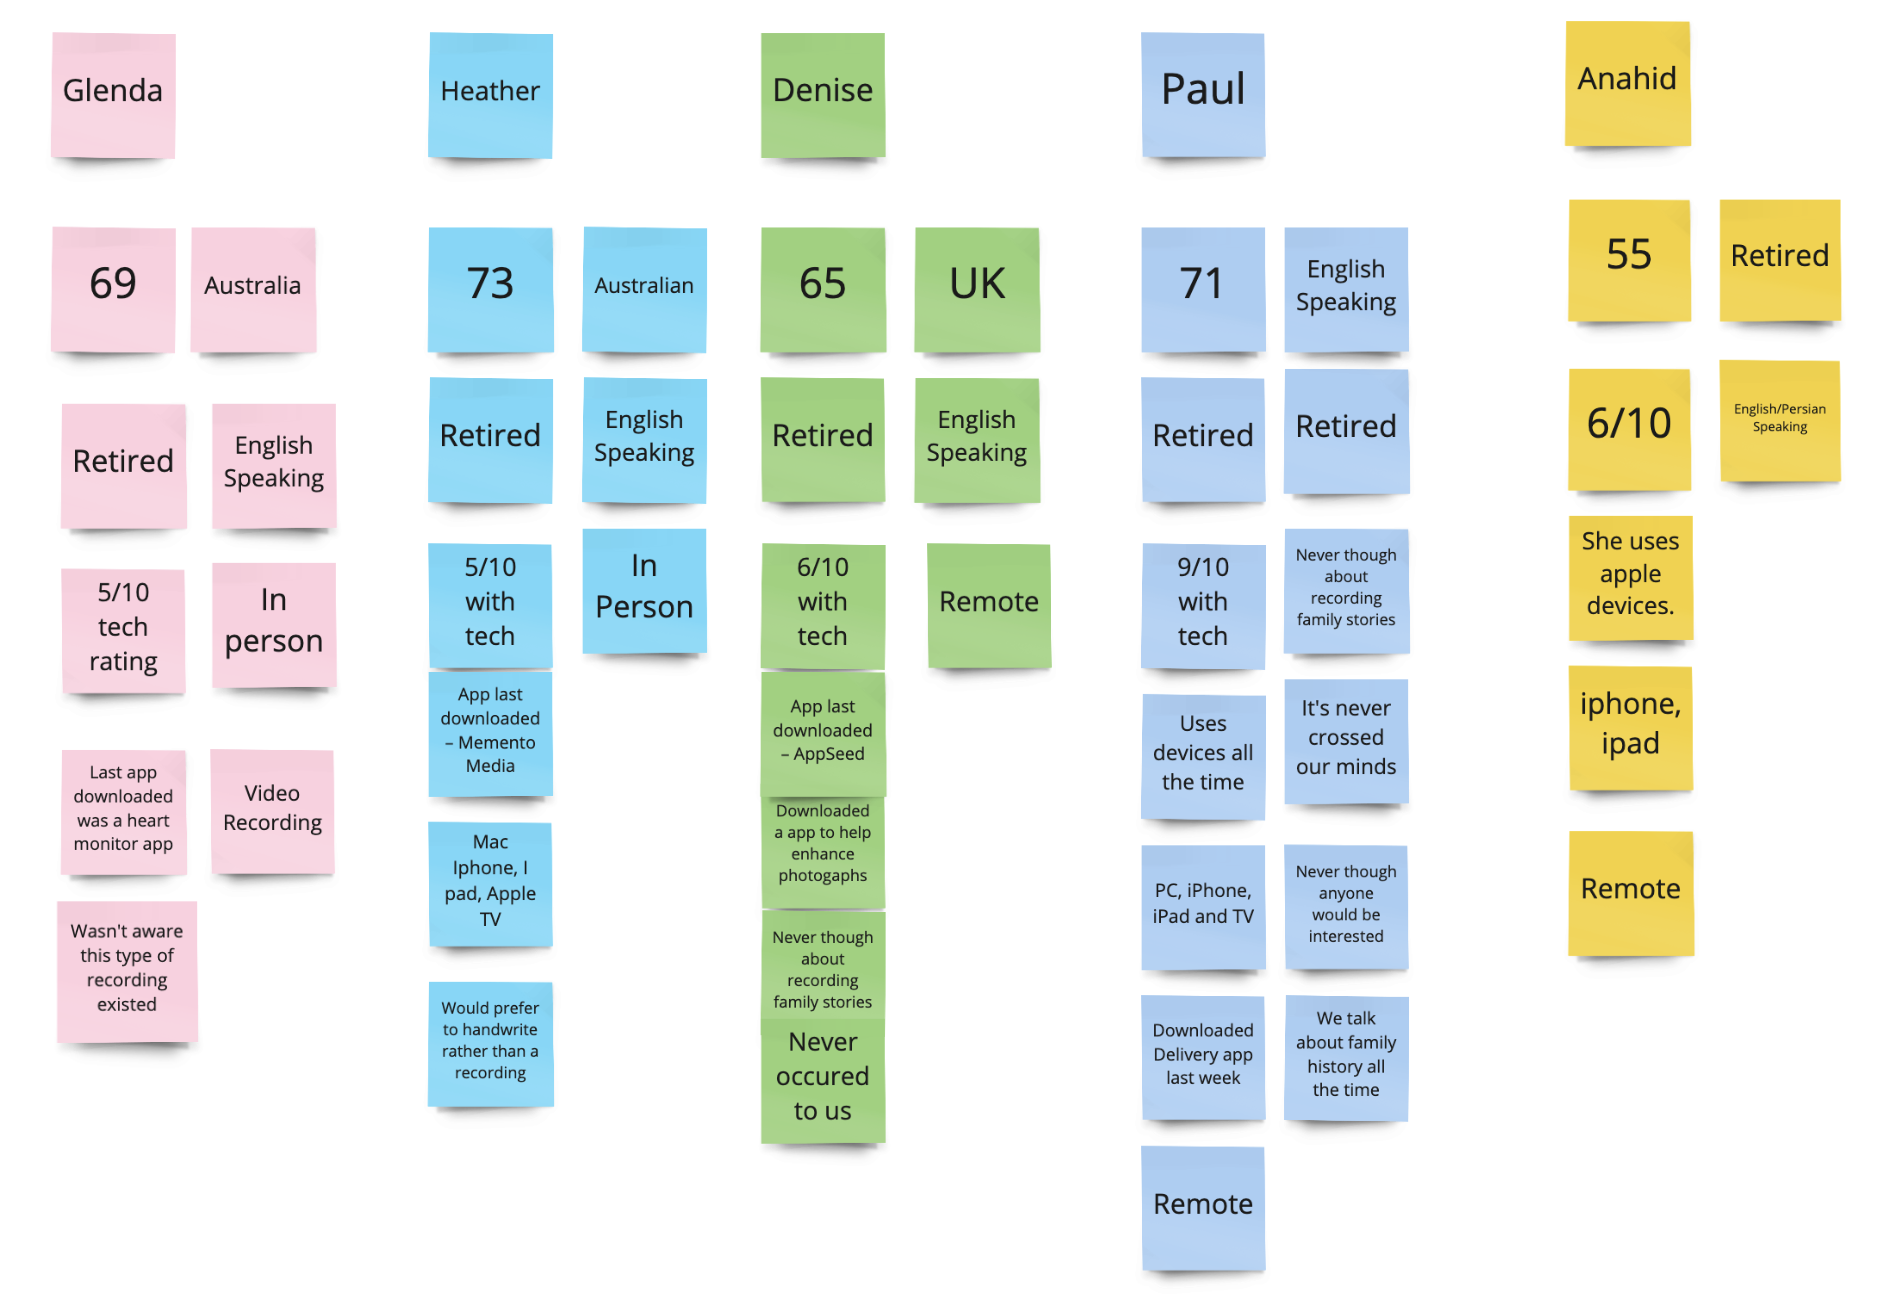 Glenda
69
Australia
Retired
English
Speaking
5/10
tech
rating
In
person
Last app
downloaded
was a heart
monitor app
Video
Recording
Wasn't aware
this type of
recording
existed
Heather
73
Australian
Retired
English
Speaking
5/10
with
tech
In
Person
App last
downloaded
– Memento
Media
Mac
Iphone, I
pad, Apple
TV
Would prefer
to handwrite
rather than a
recording
Denise
65
UK
Retired
English
Speaking
6/10
with
tech
Remote
App last
downloaded
– AppSeed
Downloaded
a app to help
enhance
photogaphs
Never though
about
recording
family stories
Never
occured
to us
Paul
71
English
Speaking
Retired
Retired
9/10
with
tech
Never though
about
recording
family stories
Uses
devices all
the time
It's never
crossed
our minds
PC, iPhone,
iPad and TV
Never though
anyone
would be
interested
Downloaded
Delivery app
last week
We talk
about family
history all
the time
Remote
Anahid
55
Retired
6/10
English/Persian
Speaking
She uses
apple
devices.
iphone,
ipad
Remote